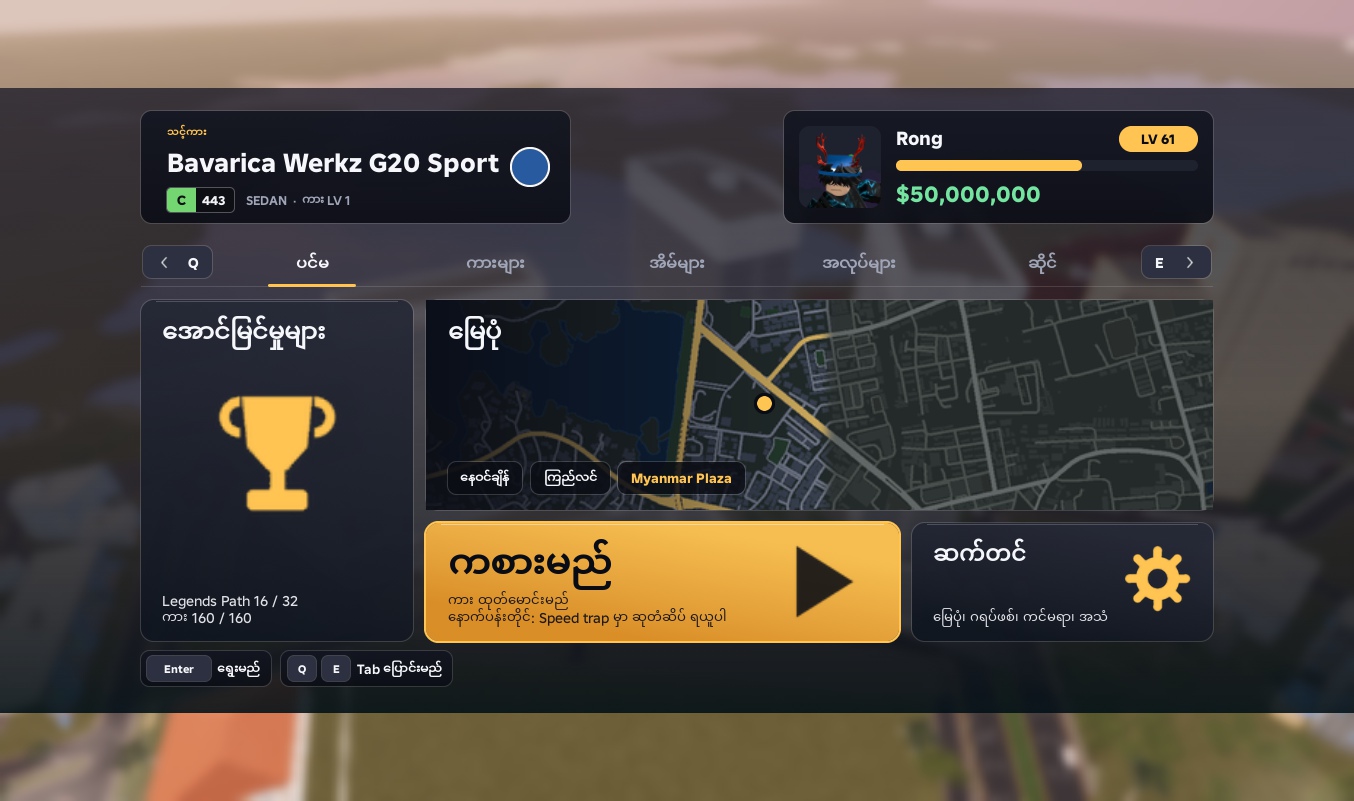 သင့်ကား
Bavarica Werkz G20 Sport
C 443 SEDAN · ကား LV 1
Rong
LV 61
$50,000,000
Q
ပင်မ
ကားများ
အိမ်များ
အလုပ်များ
ဆိုင်
E
အောင်မြင်မှုများ
Legends Path 16 / 32
ကား 160 / 160
မြေပုံ
နေဝင်ချိန်
ကြည်လင်
Myanmar Plaza
ကစားမည်
ကား ထုတ်မောင်းမည်
နောက်ပန်းတိုင်: Speed trap မှာ ဆုတံဆိပ် ရယူပါ
ဆက်တင်
မြေပုံ၊ ဂရပ်ဖစ်၊ ကင်မရာ၊ အသံ
Enter ရွေးမည်
Q E Tab ပြောင်းမည်